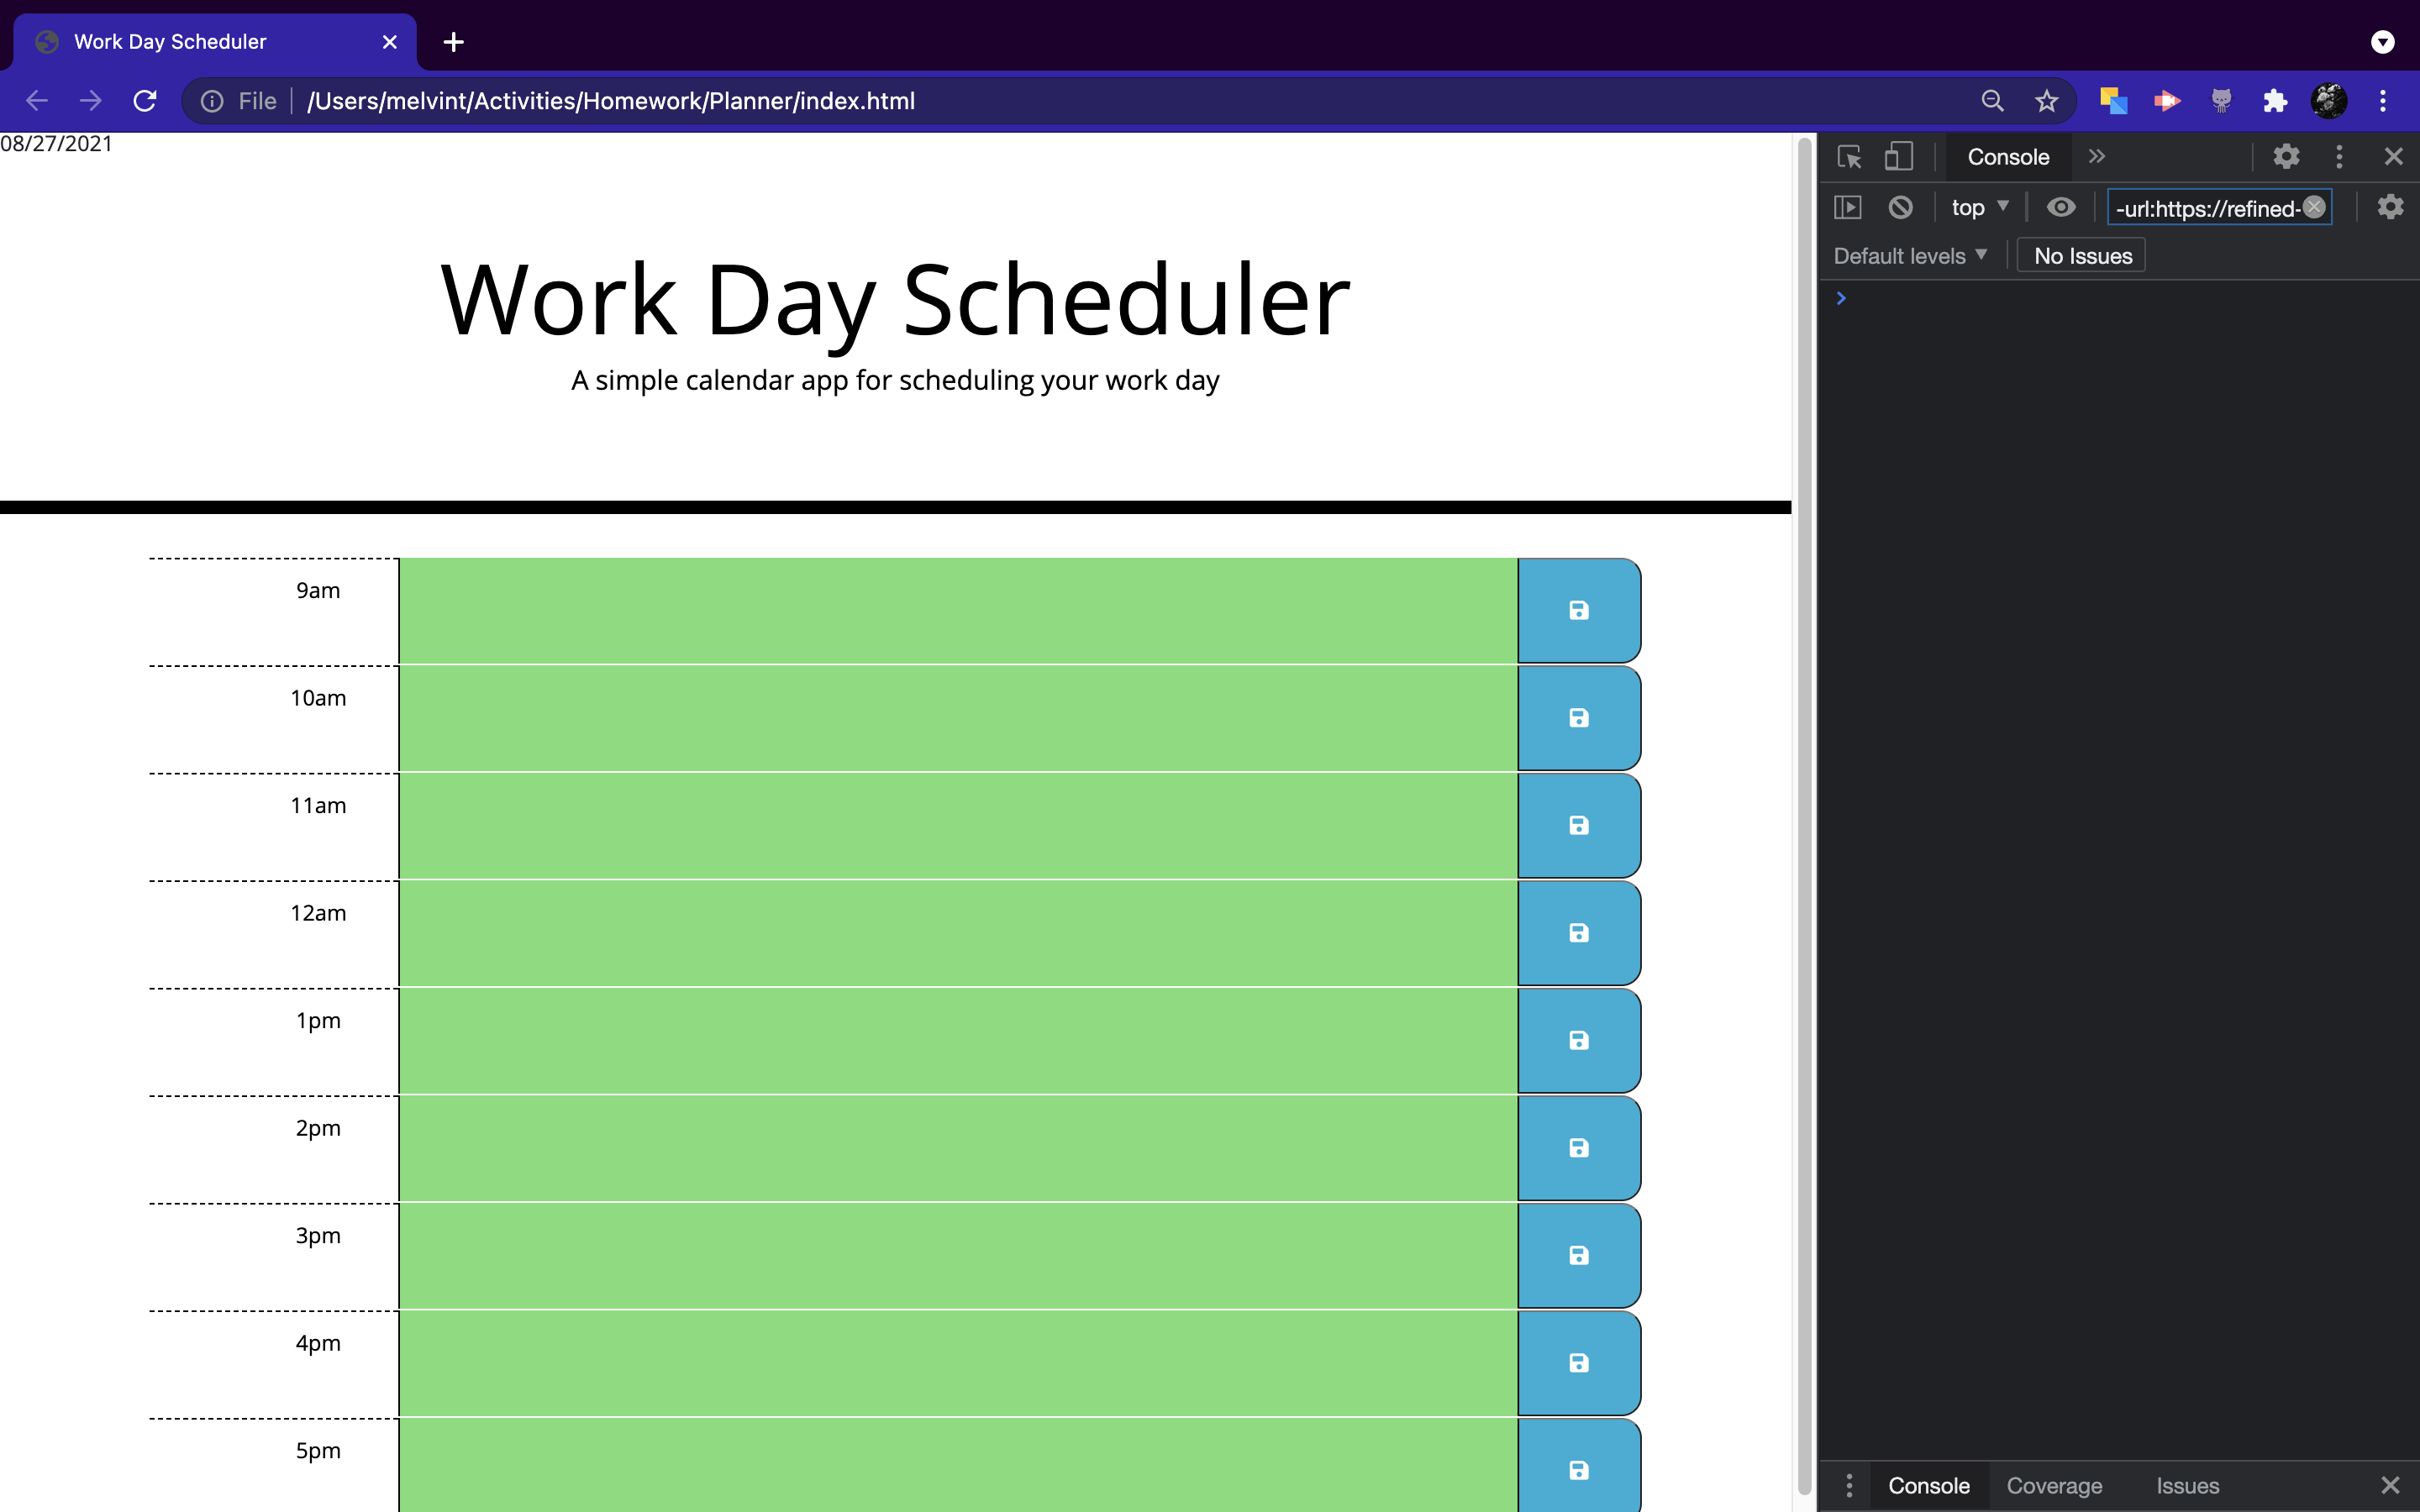 Work Day Scheduler
File
/Users/melvint/Activities/Homework/Planner/index.html
08/27/2021
Work Day Scheduler
A simple calendar app for scheduling your work day
9am
10am
11am
12am
1pm
2pm
3pm
4pm
5pm
Console
top
-url:https://refined-
Default levels
No Issues
Console Coverage Issues